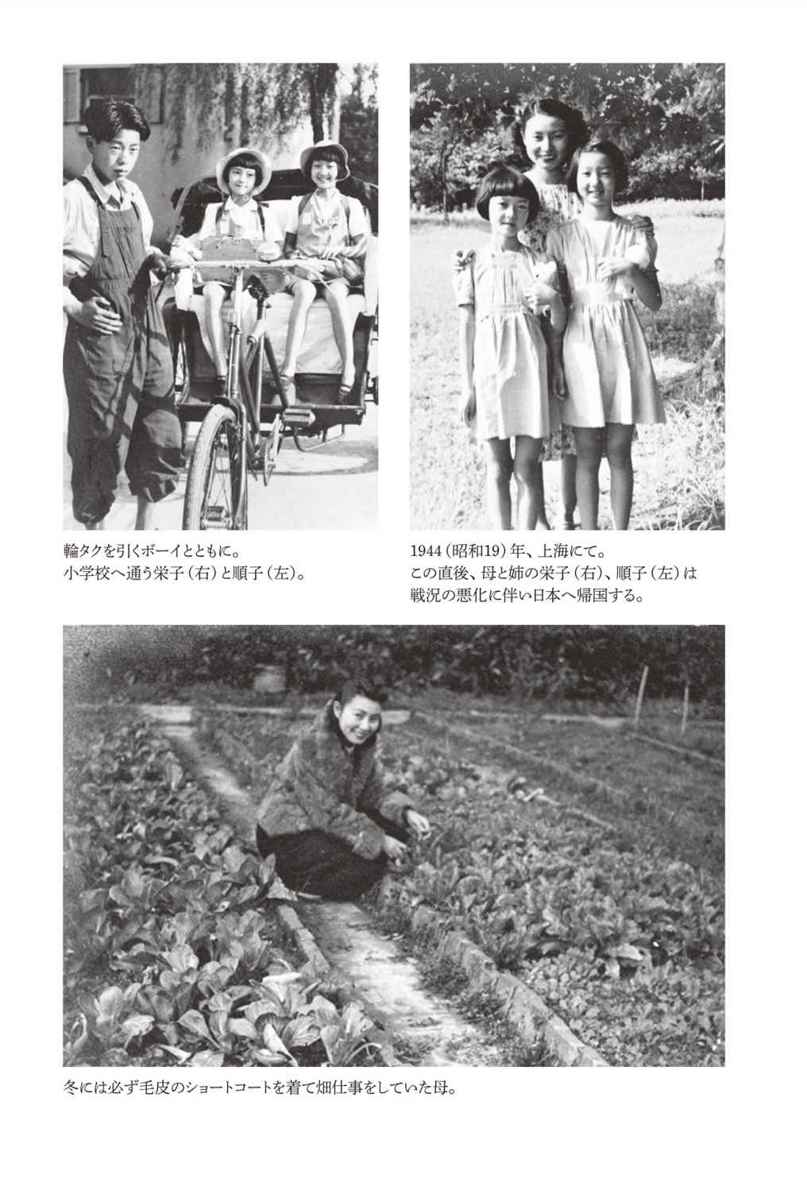 輪タクを引くボーイとともに。
小学校へ通う栄子（右）と順子（左）。
1944（昭和19）年、上海にて。
この直後、母と姉の栄子（右）、順子（左）は
戦況の悪化に伴い日本へ帰国する。
冬には必ず毛皮のショートコートを着て畑仕事をしていた母。